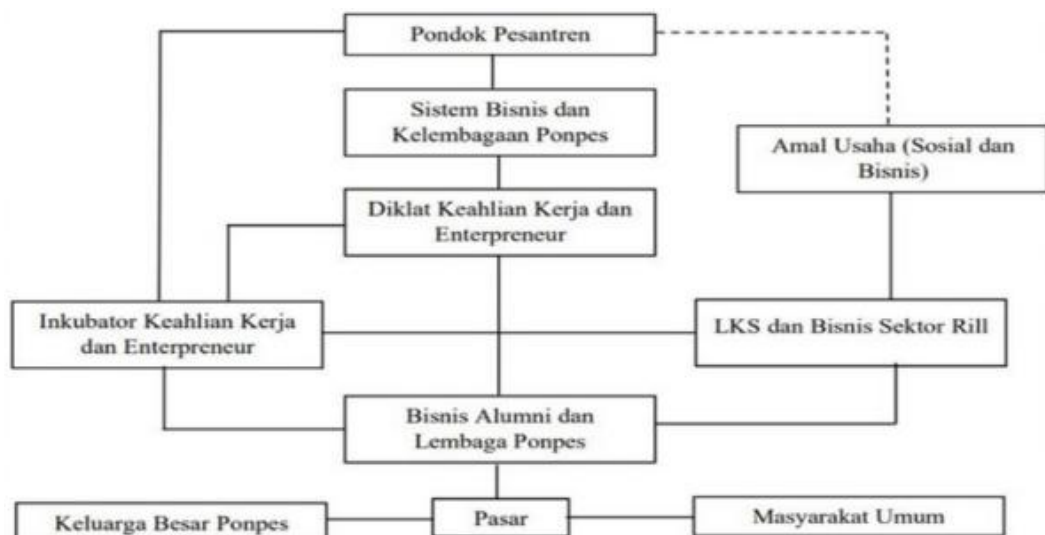 Pondok Pesantren
Sistem Bisnis dan
Kelembagaan Ponpes
Amal Usaha (Sosial dan
Bisnis)
Diklat Keahlian Kerja dan
Enterpreneur
Inkubator Keahlian Kerja
dan Enterpreneur
LKS dan Bisnis Sektor Rill
Bisnis Alumni dan
Lembaga Ponpes
Keluarga Besar Ponpes
Pasar
Masyarakat Umum